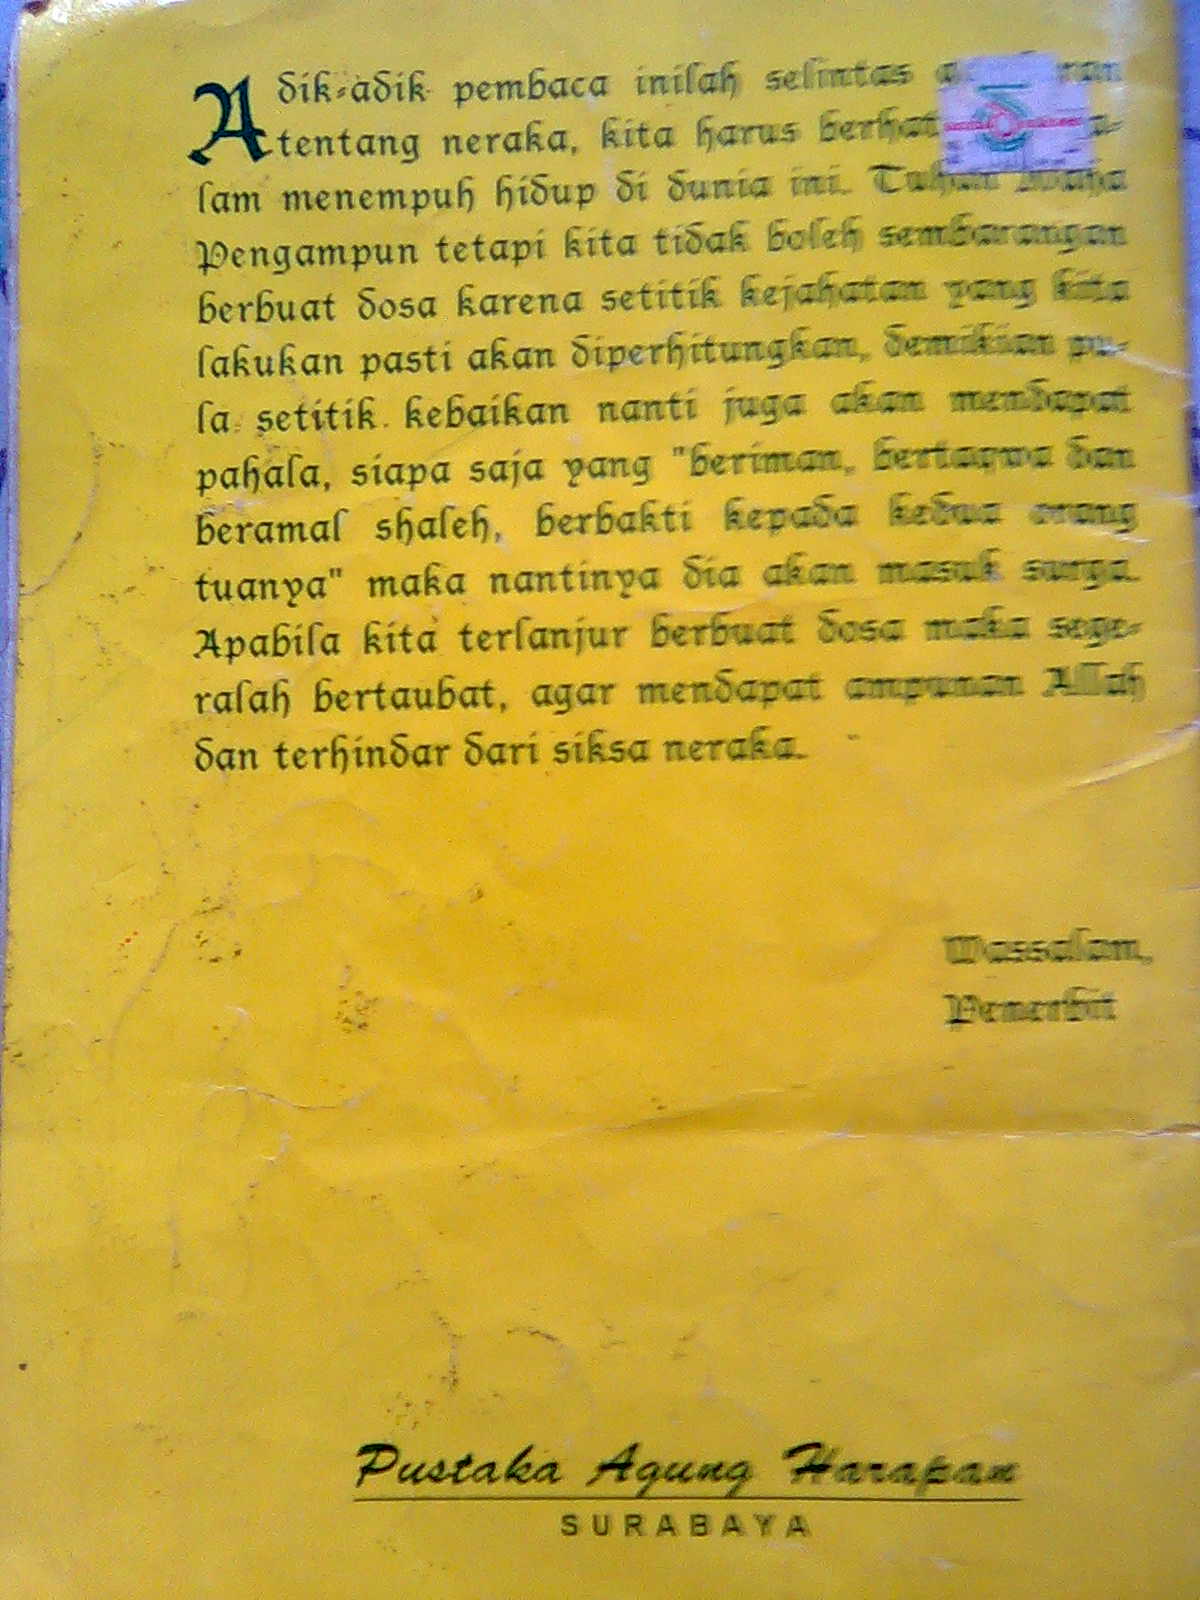 Adik-adik pembaca inilah selintas
tentang neraka, kita harus
lam menempuh hidup di dunia ini. Tuhan Maha
Pengampun tetapi kita tidak boleh sembarangan
berbuat dosa karena setitik kejahatan yang kita
lakukan pasti akan diperhitungkan, demikian pu-
la setitik kebaikan nanti juga akan mendapat
pahala, siapa saja yang "beriman, bertaqwa dan
beramal shaleh, berbakti kepada kedua orang
tuanya" maka nantinya dia akan masuk surga.
Apabila kita terlanjur berbuat dosa maka sege-
ralah bertaubat, agar mendapat ampunan Allah
dan terhindar dari siksa neraka.
Wassalam,
Penerbit
Pustaka Agung Harapan
SURABAYA